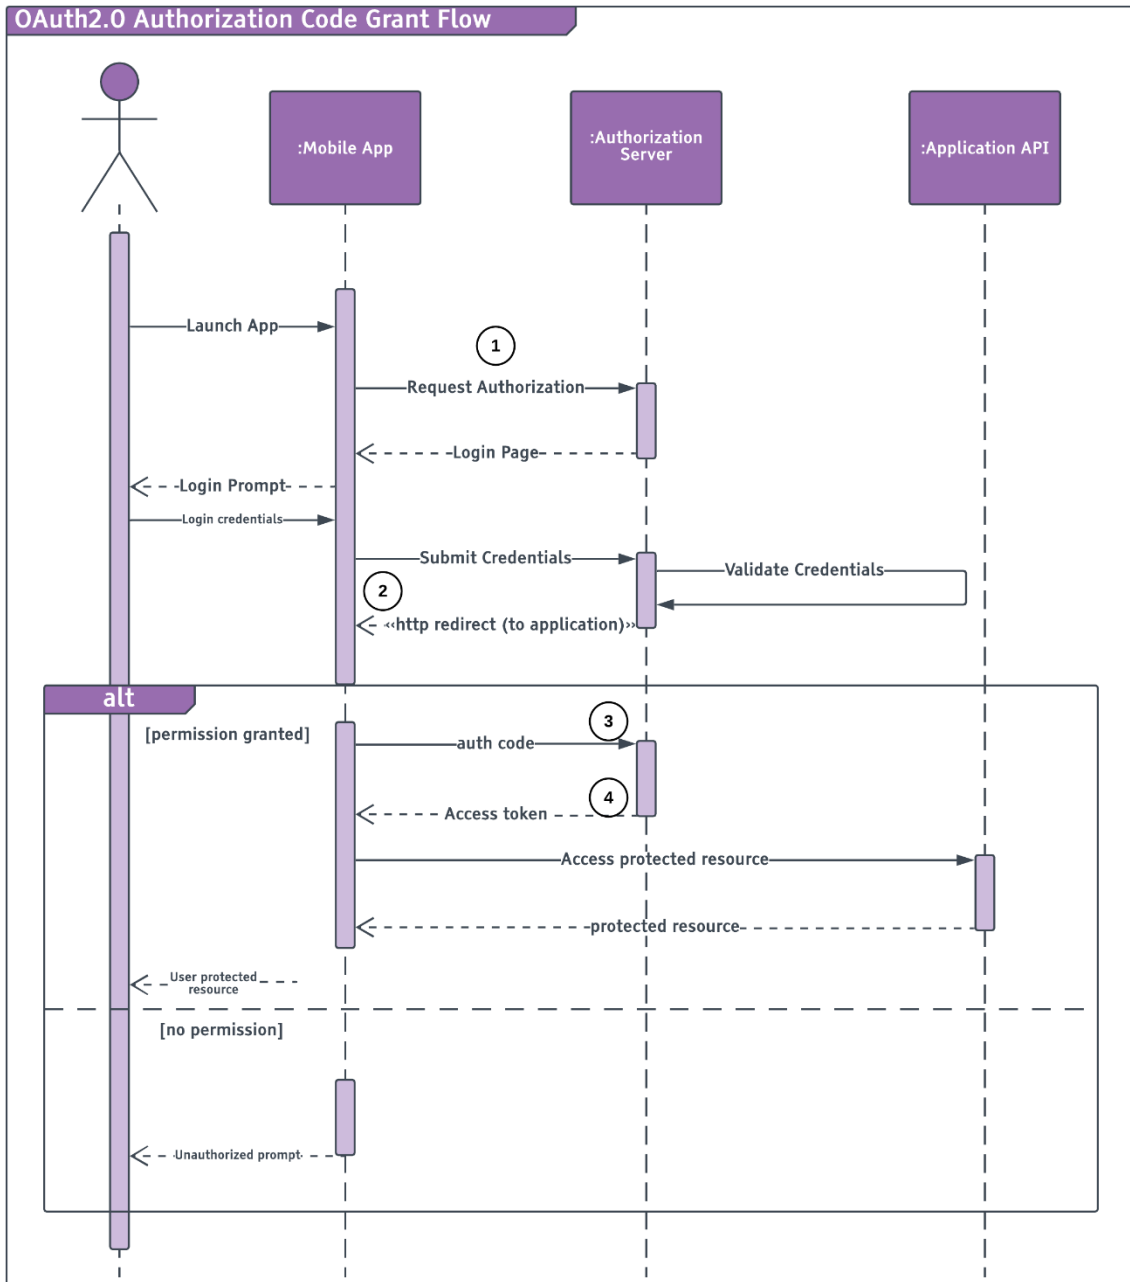 OAuth2.0 Authorization Code Grant Flow
:Mobile App
:Authorization
Server
:Application API
Launch App
1
Request Authorization
Login Page
Login Prompt
Login credentials
Submit Credentials
Validate Credentials
2
‹‹http redirect (to application)››
alt
[permission granted]
3
auth code
4
Access token
Access protected resource
protected resource
User protected
resource
[no permission]
Unauthorized prompt